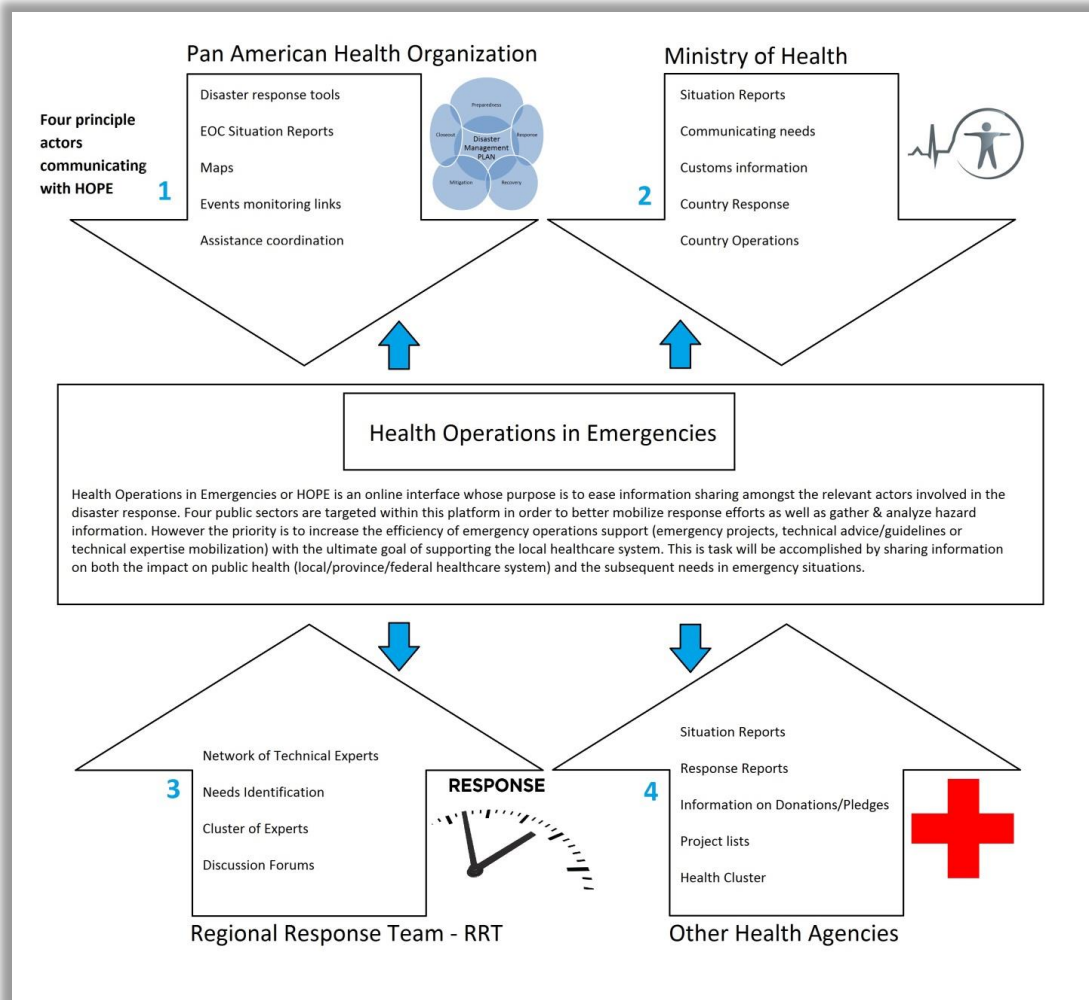 Pan American Health Organization
Ministry of Health
Four principle
actors
communicating
with HOPE
1
Disaster response tools
EOC Situation Reports
Maps
Events monitoring links
Assistance coordination
Preparedness
Closeout
Disaster
Management
PLAN
Response
Mitigation
Recovery
2
Situation Reports
Communicating needs
Customs information
Country Response
Country Operations
Health Operations in Emergencies
Health Operations in Emergencies or HOPE is an online interface whose purpose is to ease information sharing amongst the relevant actors involved in the
disaster response. Four public sectors are targeted within this platform in order to better mobilize response efforts as well as gather & analyze hazard
information. However the priority is to increase the efficiency of emergency operations support (emergency projects, technical advice/guidelines or
technical expertise mobilization) with the ultimate goal of supporting the local healthcare system. This is task will be accomplished by sharing information
on both the impact on public health (local/province/federal healthcare system) and the subsequent needs in emergency situations.
3
Network of Technical Experts
Needs Identification
Cluster of Experts
Discussion Forums
RESPONSE
Regional Response Team - RRT
4
Situation Reports
Response Reports
Information on Donations/Pledges
Project lists
Health Cluster
Other Health Agencies